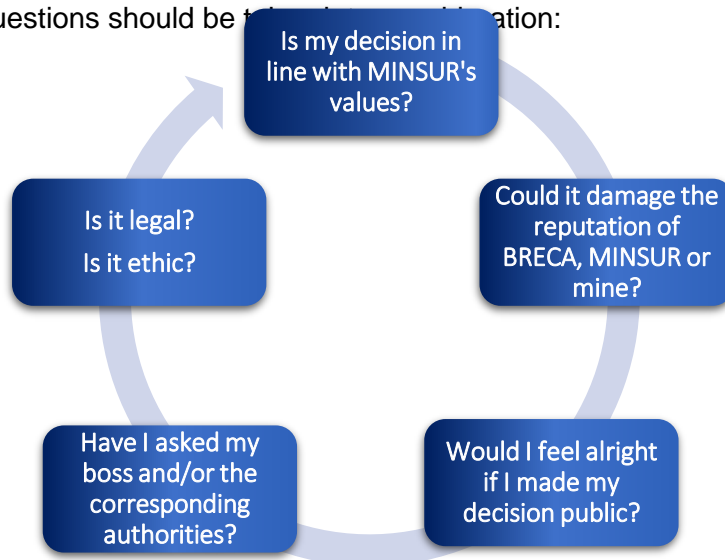 uestions should be ation:
Is my decision in
line with MINSUR's
values?
Could it damage the
reputation of
BRECA, MINSUR or
mine?
Would I feel alright
if I made my
decision public?
Have I asked my
boss and/or the
corresponding
authorities?
Is it legal?
Is it ethic?